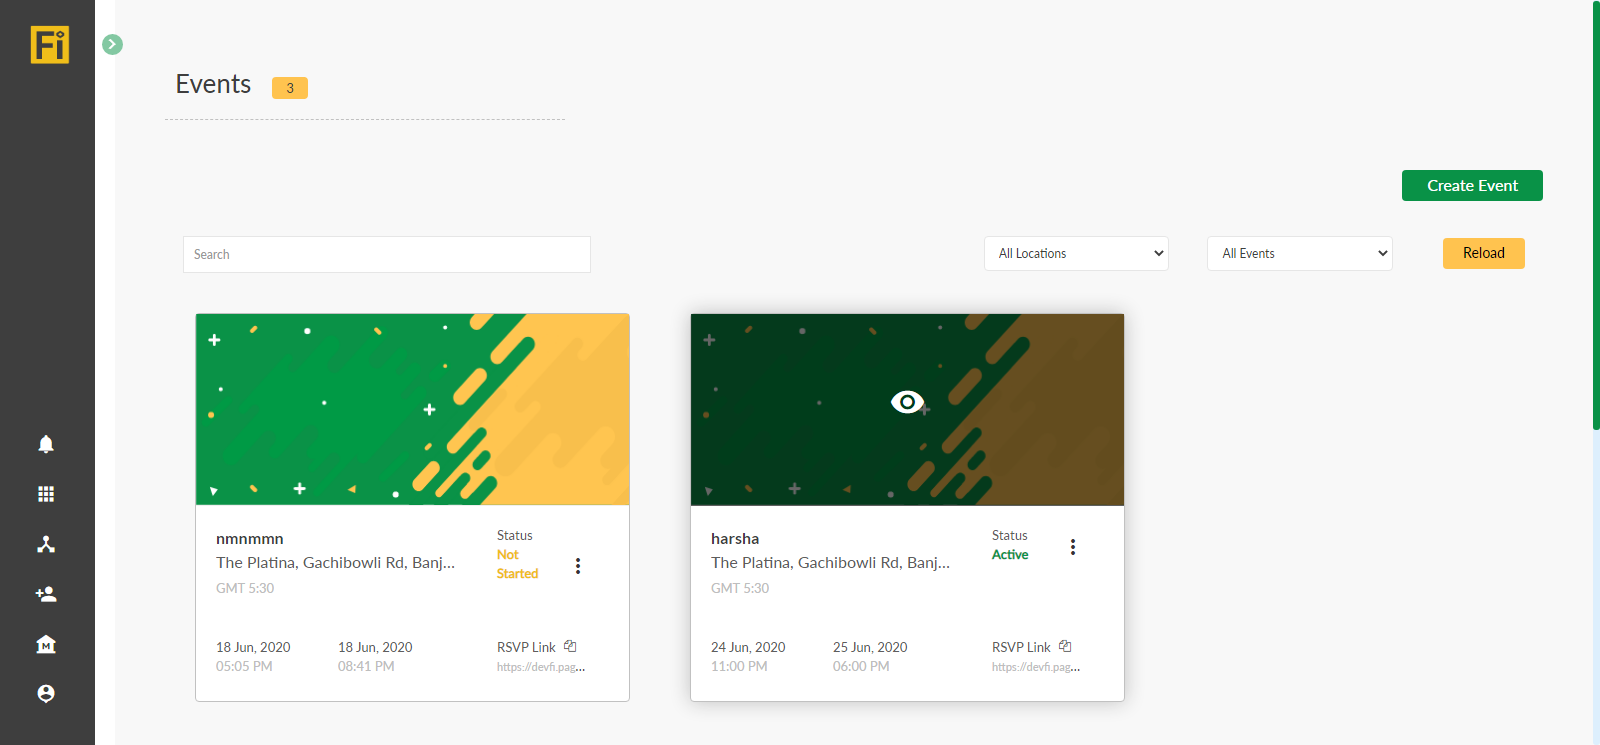 Fi
Events
3
Create Event
Search
All Locations
All Events
Reload
nmnmmn
The Platina, Gachibowli Rd, Banj...
GMT 5:30
Status
Not
Started
18 Jun, 2020
05:05 PM
18 Jun, 2020
08:41 PM
RSVP Link
https://devfi.pag...
harsha
The Platina, Gachibowli Rd, Banj...
GMT 5:30
Status
Active
24 Jun, 2020
11:00 PM
25 Jun, 2020
06:00 PM
RSVP Link
https://devfi.pag...
M